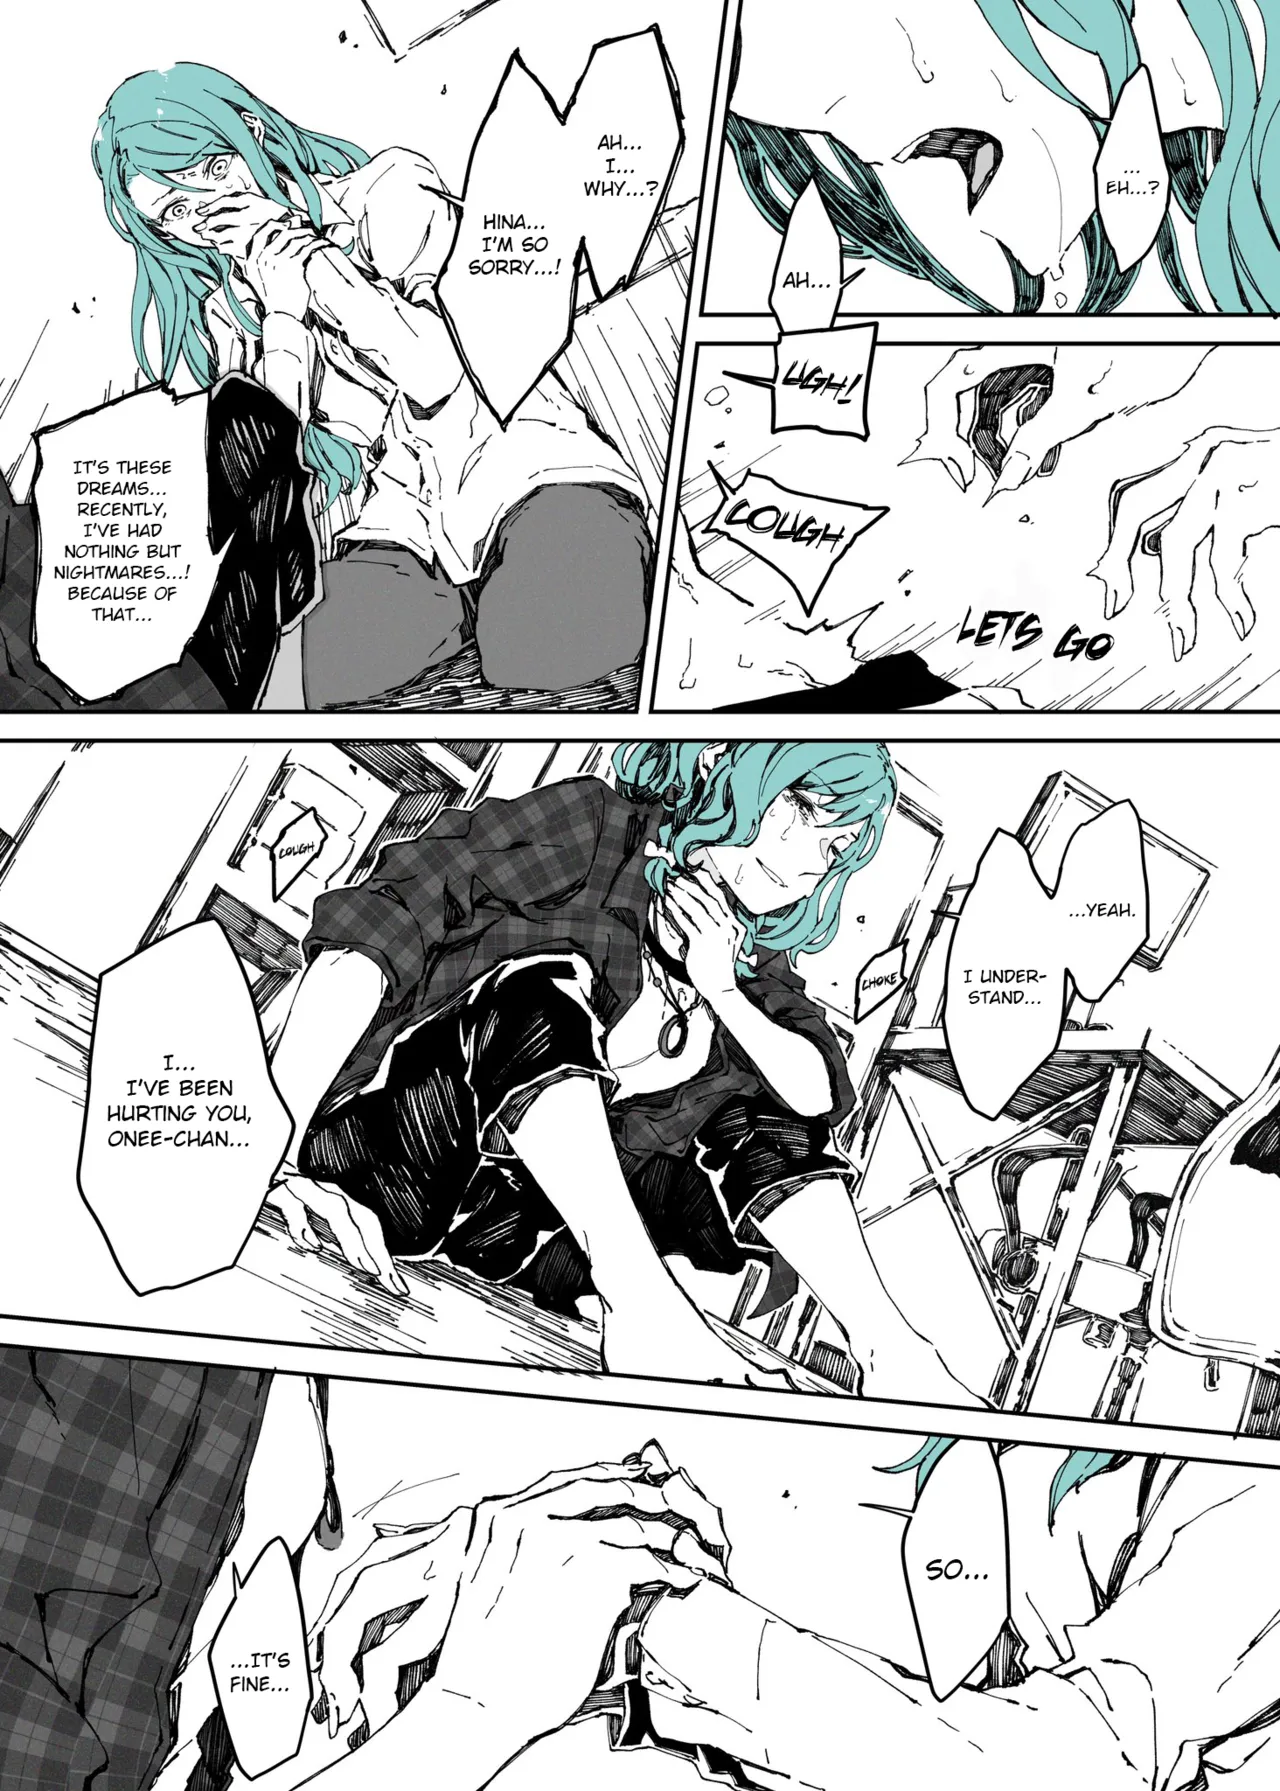 ...
EH...?
AH...
UGH!
COUGH
LETS GO
AH...
I...
WHY...?
HINA...
I'M SO
SORRY...!
IT'S THESE
DREAMS...
RECENTLY,
I'VE HAD
NOTHING BUT
NIGHTMARES...!
BECAUSE OF
THAT...
...YEAH.
I UNDER-
STAND...
CHOKE
COUGH
I...
I'VE BEEN
HURTING YOU,
ONEE-CHAN...
SO...
...IT'S
FINE...